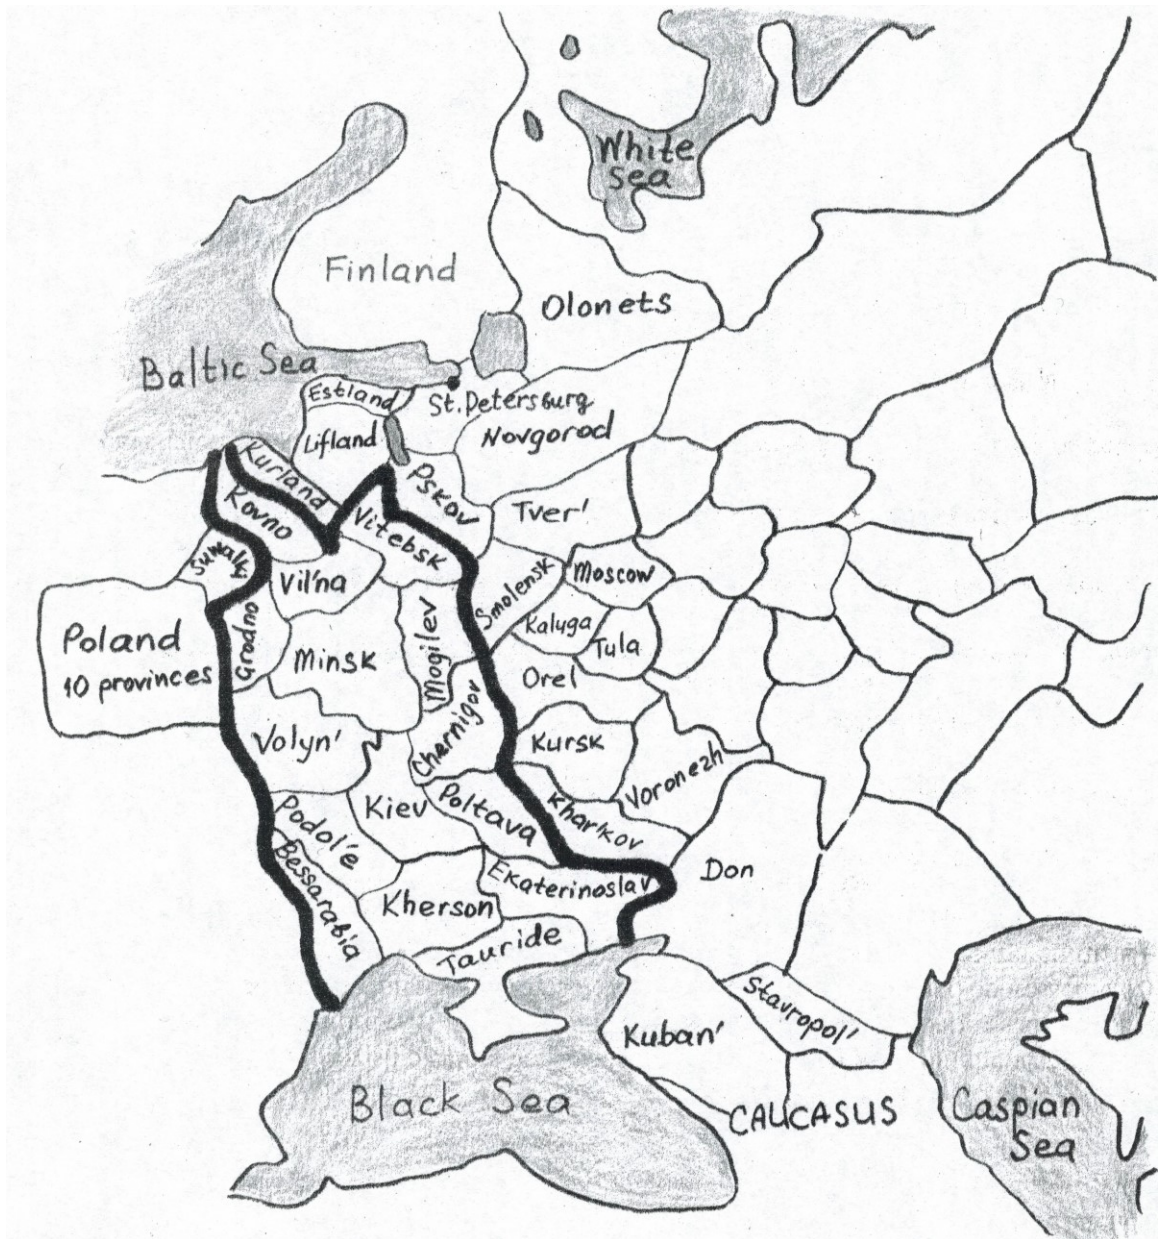 White
sea
Finland
Olonets
Baltic Sea
Estland
St. Petersburg
Lifland
Novgorod
Kurland
Pskov
Kovno
Tver'
Vitebsk
Suwalki
Vil'na
Smolensk
Moscow
Poland
10 provinces
Grodno
Minsk
Mogilev
Kaluga
Tula
Orel
Volyn'
Chernigov
Kursk
Voronezh
Podol'e
Kiev
Poltava
Khar'kov
Bessarabia
Kherson
Ekaterinoslav
Don
Tauride
Stavropol'
Kuban'
Black Sea
CAUCASUS
Caspian
Sea